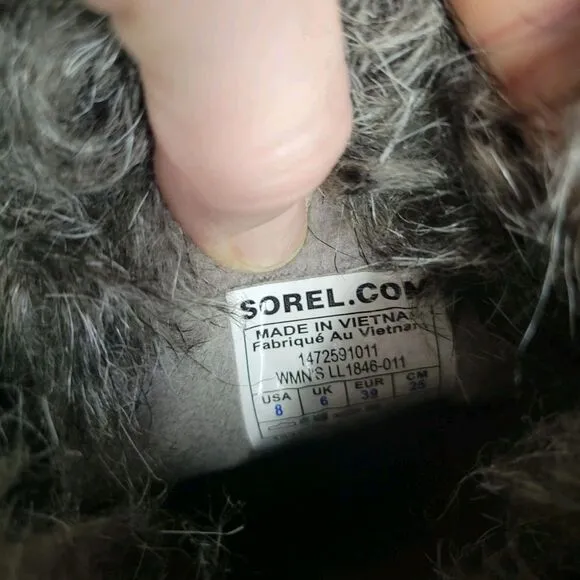 SOREL.COM
MADE IN VIETNAM
Fabriqué Au Vietnam
1472591011
WMN'S LL1846-011
USA UK EUR CM
8 6 39 25